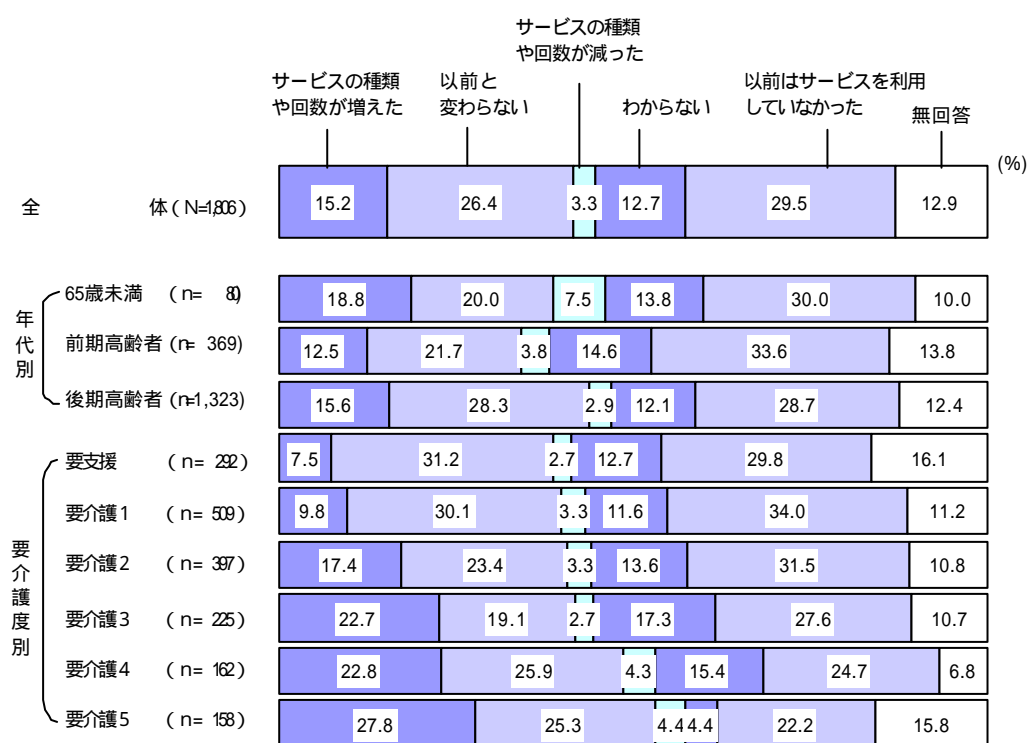 サービスの種類
や回数が減った
サービスの種類
や回数が増えた
以前と
変わらない
わからない
以前はサービスを利用
していなかった
無回答
(%)
全 体 ( N=1,806 )
15.2 26.4 3.3 12.7 29.5 12.9
年代別
65歳未満 ( n= 80)
18.8 20.0 7.5 13.8 30.0 10.0
前期高齢者 (n= 369)
12.5 21.7 3.8 14.6 33.6 13.8
後期高齢者 (n=1,323)
15.6 28.3 2.9 12.1 28.7 12.4
要介護度別
要支援 ( n= 292)
7.5 31.2 2.7 12.7 29.8 16.1
要介護1 ( n= 509)
9.8 30.1 3.3 11.6 34.0 11.2
要介護2 ( n= 397)
17.4 23.4 3.3 13.6 31.5 10.8
要介護3 ( n= 225)
22.7 19.1 2.7 17.3 27.6 10.7
要介護4 ( n= 162)
22.8 25.9 4.3 15.4 24.7 6.8
要介護5 ( n= 158)
27.8 25.3 4.4 4.4 22.2 15.8